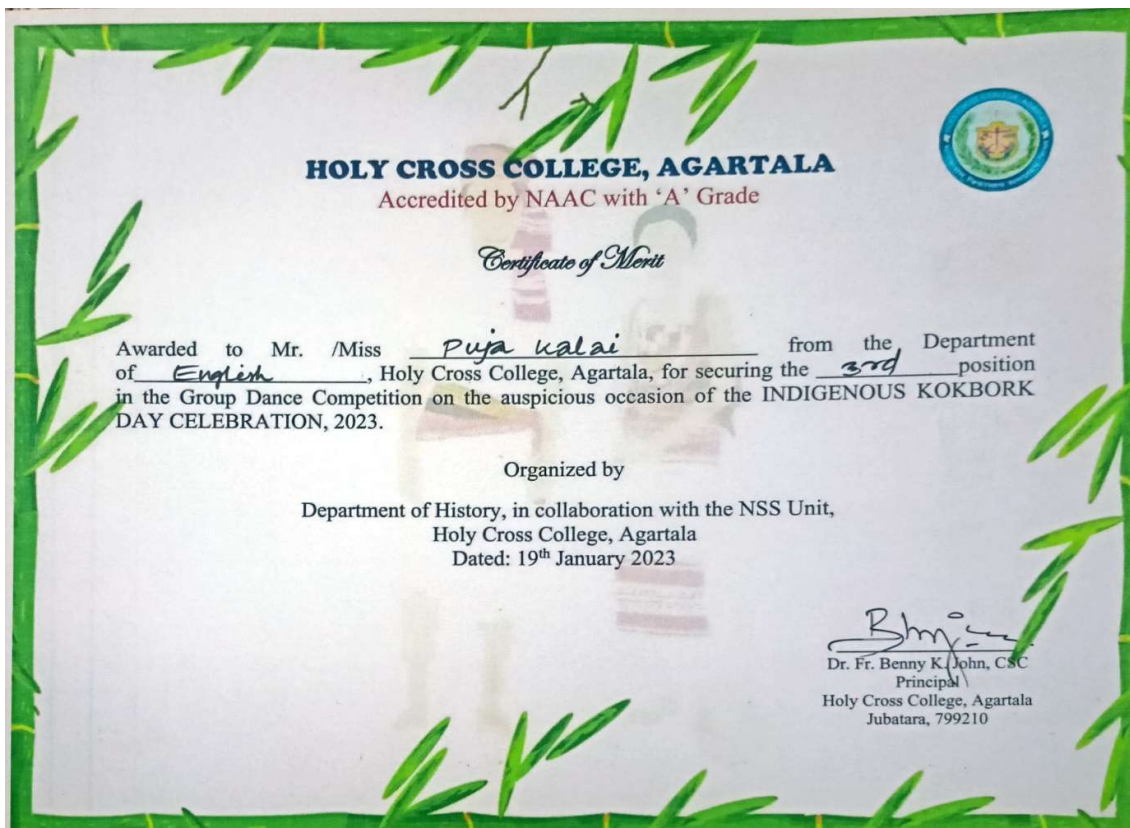 HOLY CROSS COLLEGE, AGARTALA
Accredited by NAAC with ‘A’ Grade
Certificate of Merit
Awarded to Mr. /Miss Puja Kalai from the Department
of English, Holy Cross College, Agartala, for securing the 3rd position
in the Group Dance Competition on the auspicious occasion of the INDIGENOUS KOKBORK
DAY CELEBRATION, 2023.
Organized by
Department of History, in collaboration with the NSS Unit,
Holy Cross College, Agartala
Dated: 19th January 2023
Dr. Fr. Benny K. John, CSC
Principal
Holy Cross College, Agartala
Jubatara, 799210